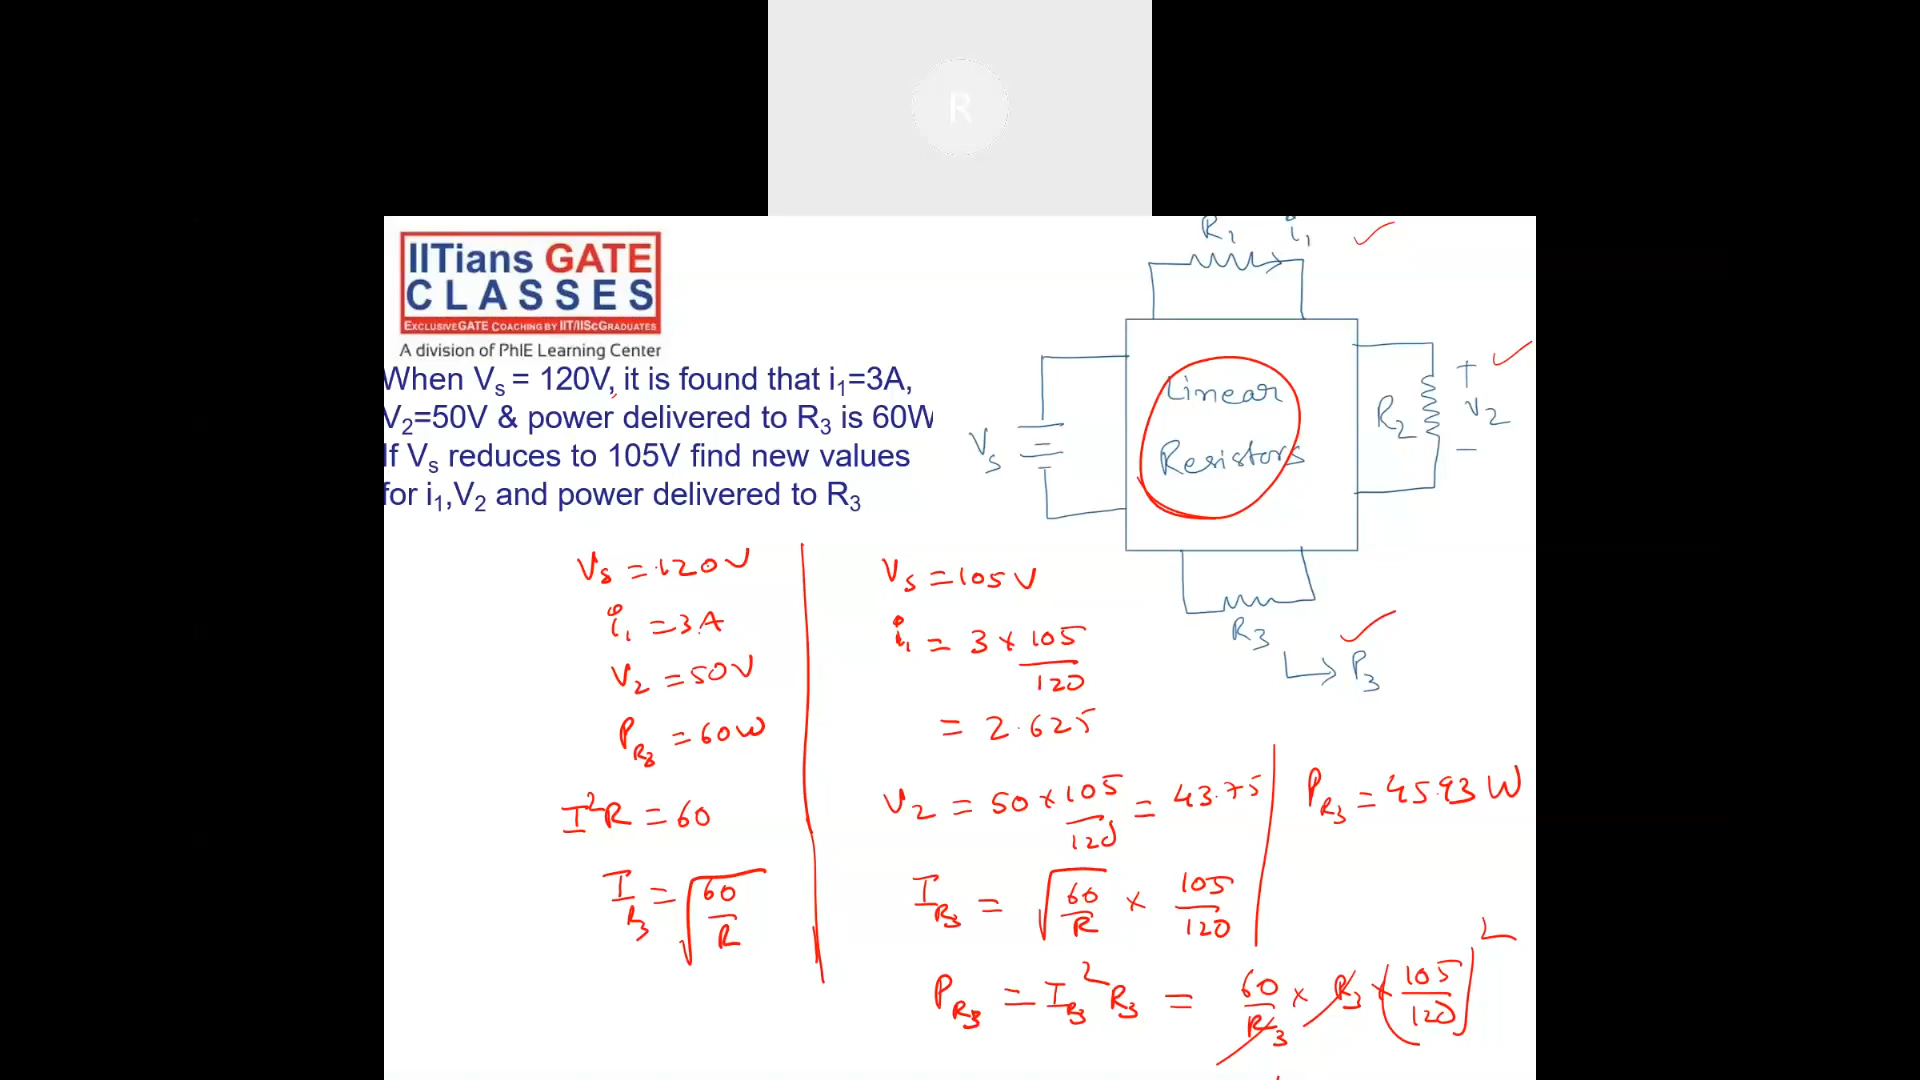 R
IITians GATE
CLASSES
EXCLUSIVE GATE COACHING BY IIT/IISc GRADUATES
A division of PhIE Learning Center
When Vs = 120V, it is found that i1=3A,
V2=50V & power delivered to R3 is 60W
If Vs reduces to 105V find new values
for i1,V2 and power delivered to R3
R1 i1
Linear
Resistors
Vs
R2
+
V2
-
R3
P3
Vs = 120V
i1 = 3A
V2 = 50V
PR3 = 60W
I²R = 60
IR3 = √(60/R)
Vs = 105V
i1 = 3 × 105/120
= 2.625
V2 = 50 × 105/120 = 43.75
IR3 = √(60/R) × 105/120
PR3 = IR3² R3 = 60/R3 × R3 × (105/120)²
PR3 = 45.93 W